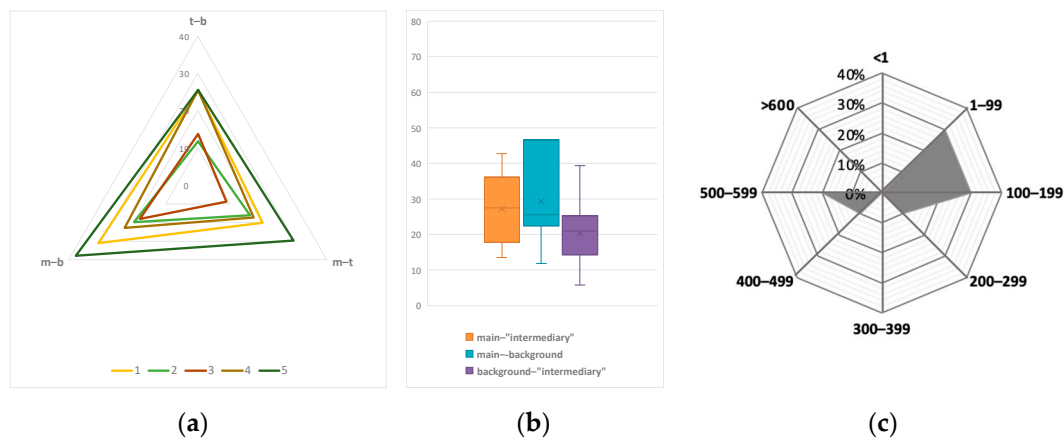 t–b
40
30
20
10
0
m–b
m–t
1 2 3 4 5
(a)
80
70
60
50
40
30
20
10
0
main–"intermediary"
main–-background
background–"intermediary"
(b)
<1
40%
30%
20%
10%
0%
1–99
100–199
200–299
300–399
400–499
500–599
>600
(c)